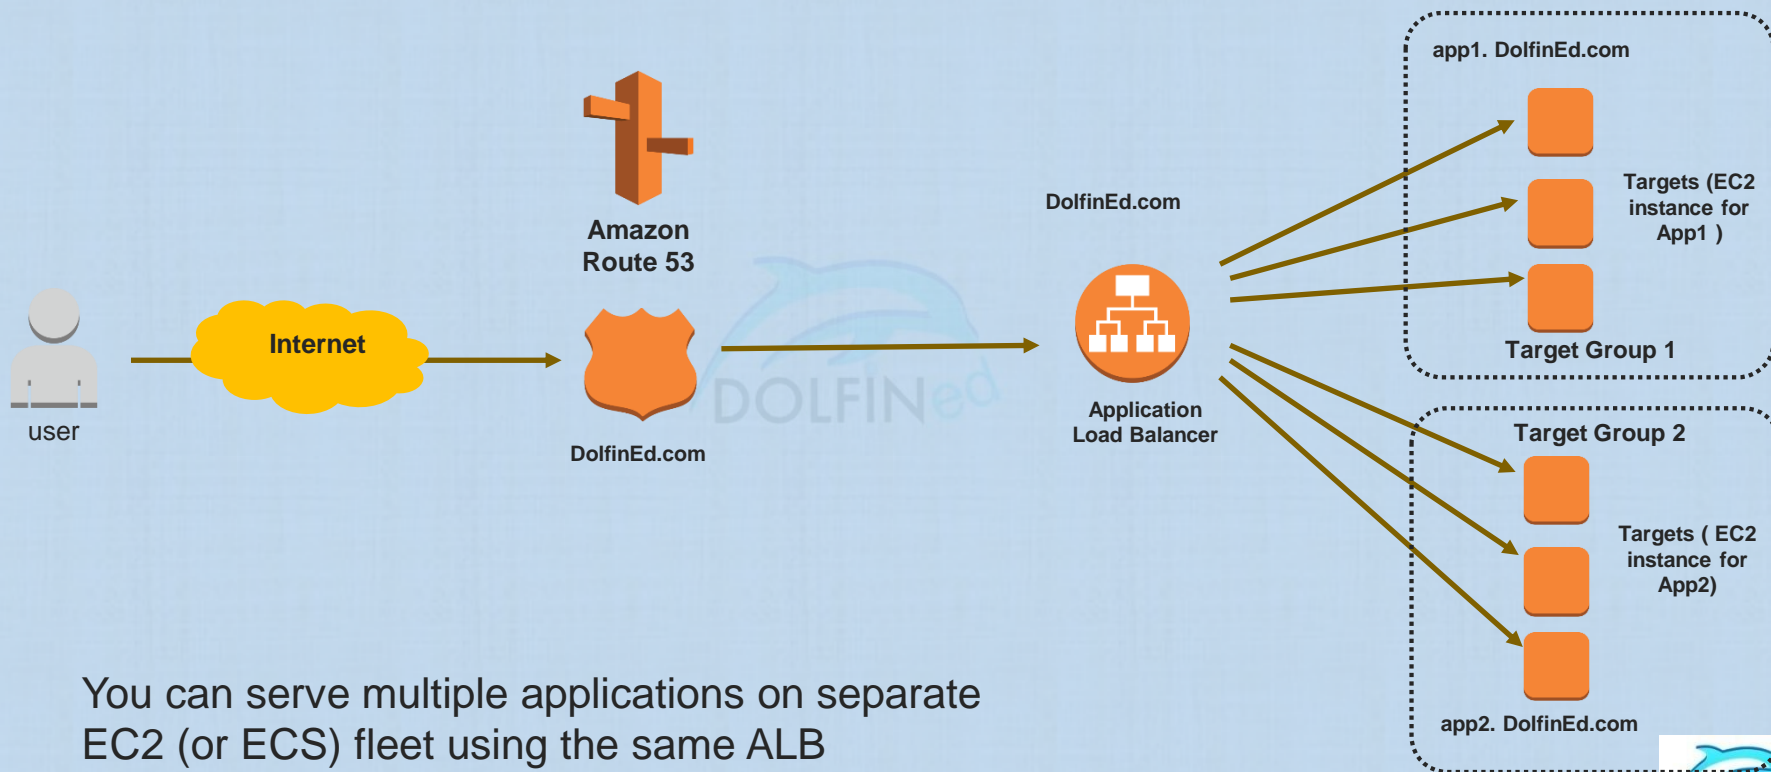 app1. DolfinEd.com
Targets (EC2
instance for
App1 )
Target Group 1
DolfinEd.com
Amazon
Route 53
Internet
user
DolfinEd.com
DOLFINed
Application
Load Balancer
Target Group 2
Targets ( EC2
instance for
App2)
app2. DolfinEd.com
You can serve multiple applications on separate
EC2 (or ECS) fleet using the same ALB